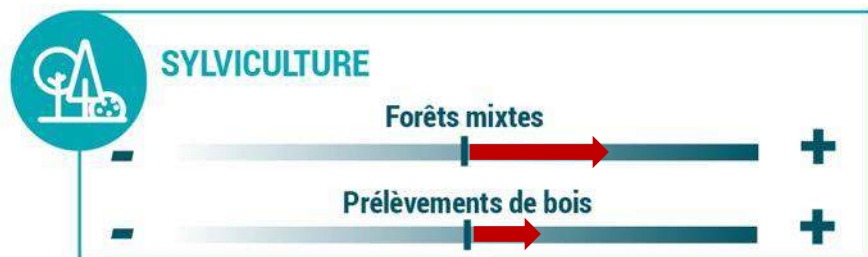 SYLVICULTURE
Forêts mixtes
- +
Prélèvements de bois
- +